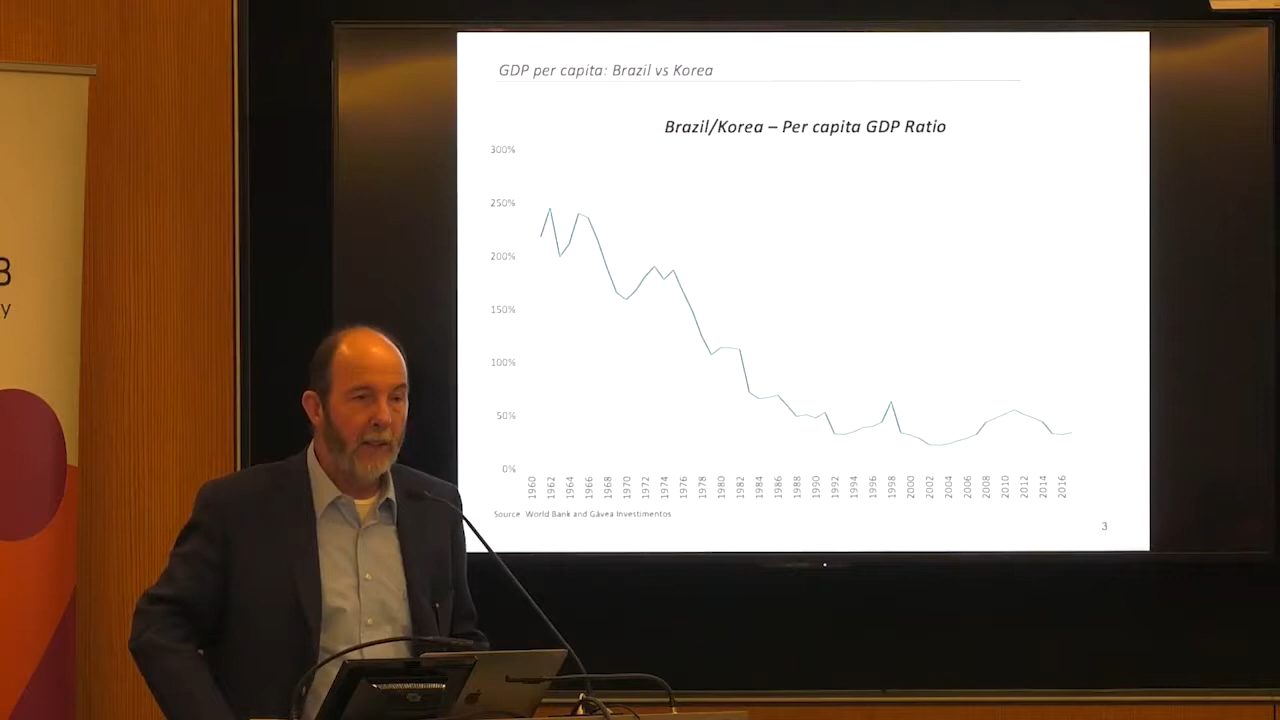 GDP per capita: Brazil vs Korea
Brazil/Korea – Per capita GDP Ratio
300%
250%
200%
150%
100%
50%
0%
1960 1962 1964 1966 1968 1970 1972 1974 1976 1978 1980 1982 1984 1986 1988 1990 1992 1994 1996 1998 2000 2002 2004 2006 2008 2010 2012 2014 2016
Source World Bank and Gávea Investimentos
3
B
y